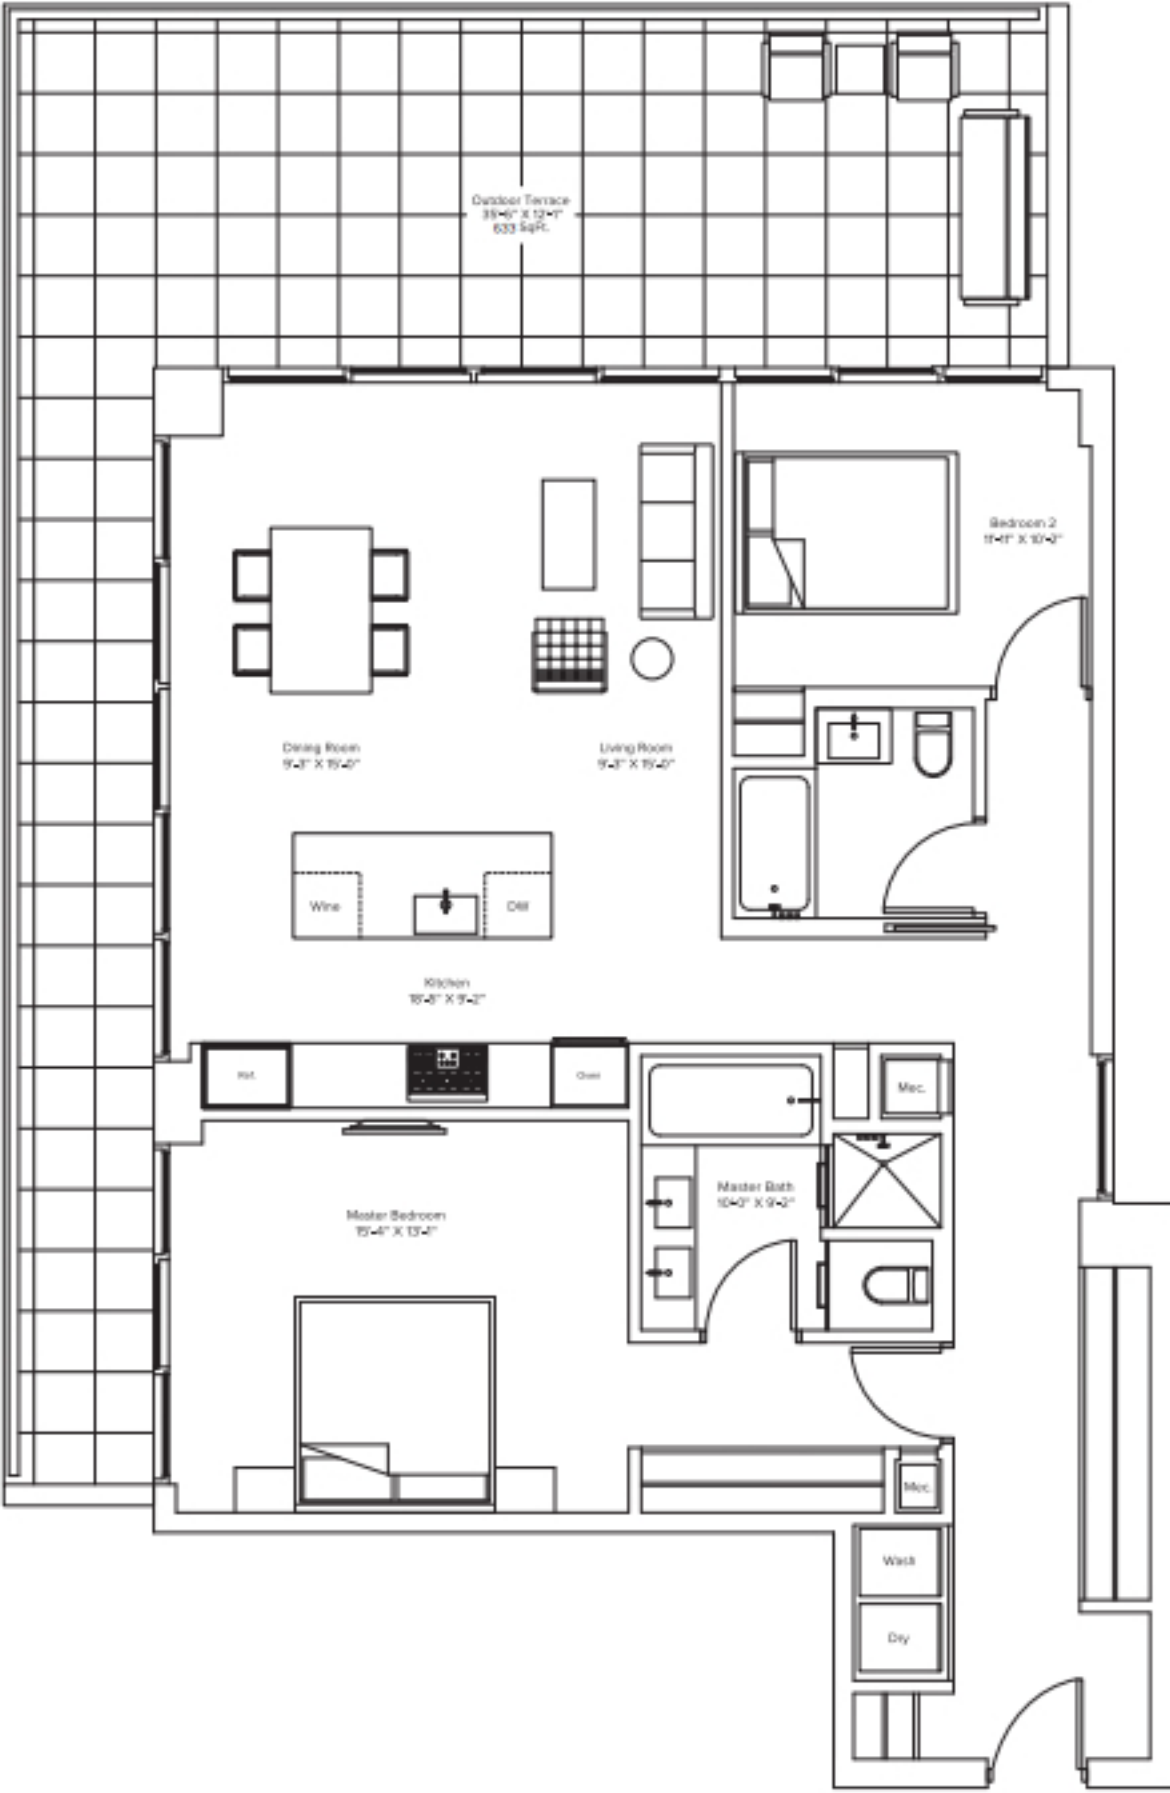 Outdoor Terrace
35'-6" X 12'-1"
633 SqFt.
Bedroom 2
11'-11" X 10'-2"
Dining Room
9'-3" X 15'-0"
Living Room
9'-3" X 15'-0"
Wine
DW
Kitchen
18'-8" X 9'-2"
Ref.
Oven
Mec.
Master Bath
10'-0" X 9'-2"
Master Bedroom
15'-4" X 13'-1"
Mec.
Wash
Dry